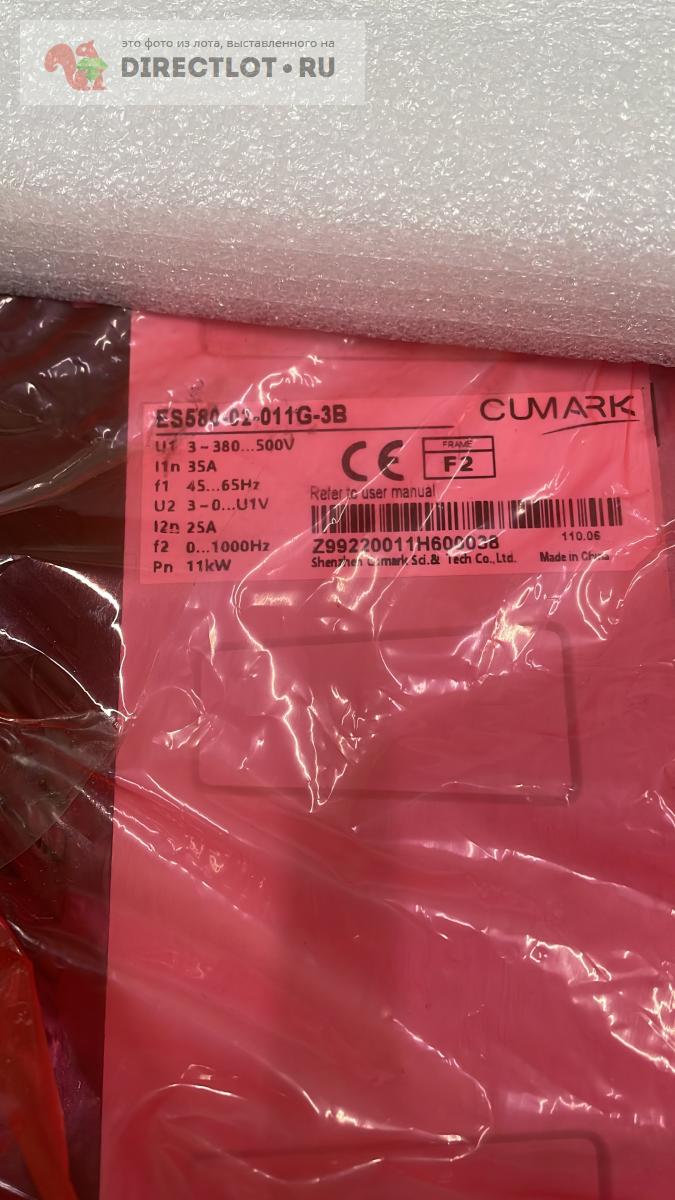 это фото из лота, выставленного на
DIRECTLOT•RU
ES580-02-011G-3B
CUMARK
U1 3~380...500V
I1n 35A
f1 45...65Hz
U2 3~0...U1V
I2n 25A
f2 0...1000Hz
Pn 11kW
CE
FRAME
F2
Refer to user manual
Z99220011H600038
110.06
Shenzhen Cumark Sci.& Tech Co.,Ltd. Made in China